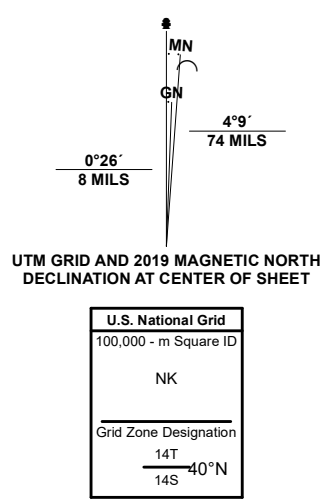 MN
GN
4°9´
74 MILS
0°26´
8 MILS
UTM GRID AND 2019 MAGNETIC NORTH
DECLINATION AT CENTER OF SHEET
U.S. National Grid
100,000 - m Square ID
NK
Grid Zone Designation
14T
40°N
14S